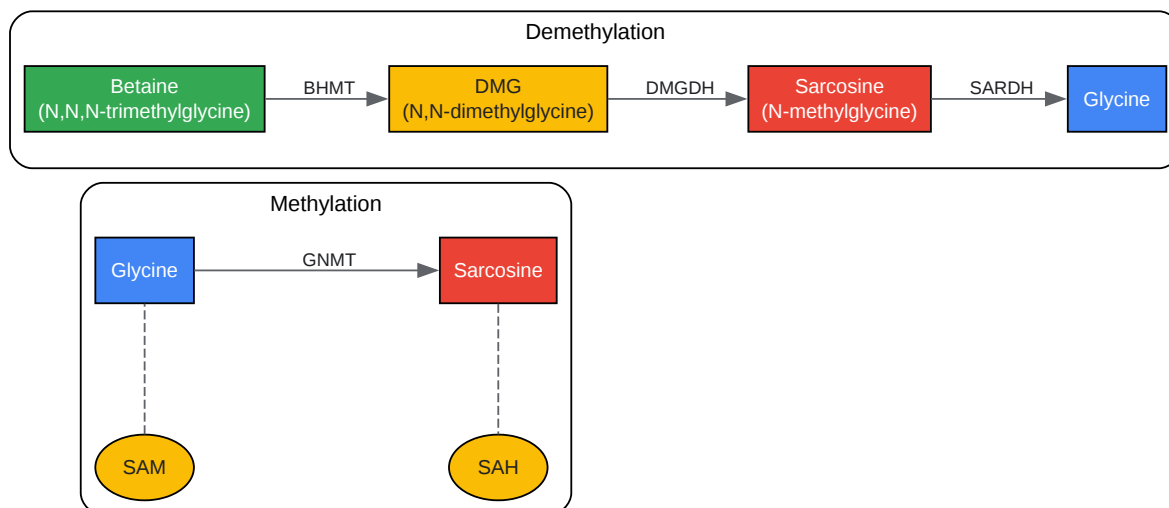 Demethylation
Betaine
(N,N,N-trimethylglycine)
BHMT
DMG
(N,N-dimethylglycine)
DMGDH
Sarcosine
(N-methylglycine)
SARDH
Glycine
Methylation
Glycine
GNMT
Sarcosine
SAM
SAH